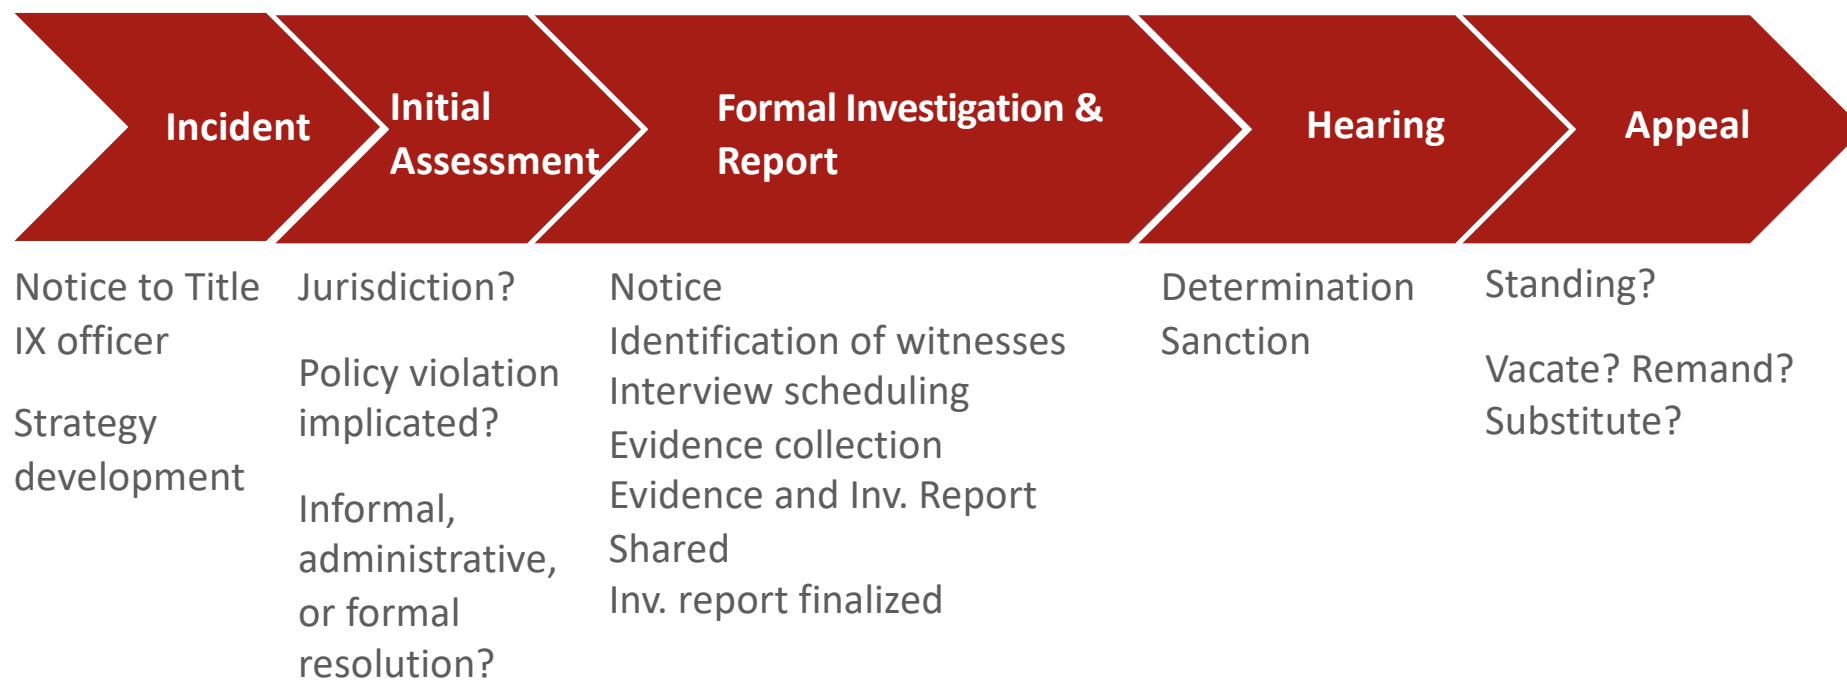 Incident
Initial
Assessment
Formal Investigation &
Report
Hearing
Appeal
Notice to Title
IX officer
Strategy
development
Jurisdiction?
Policy violation
implicated?
Informal,
administrative,
or formal
resolution?
Notice
Identification of witnesses
Interview scheduling
Evidence collection
Evidence and Inv. Report
Shared
Inv. report finalized
Determination
Sanction
Standing?
Vacate? Remand?
Substitute?